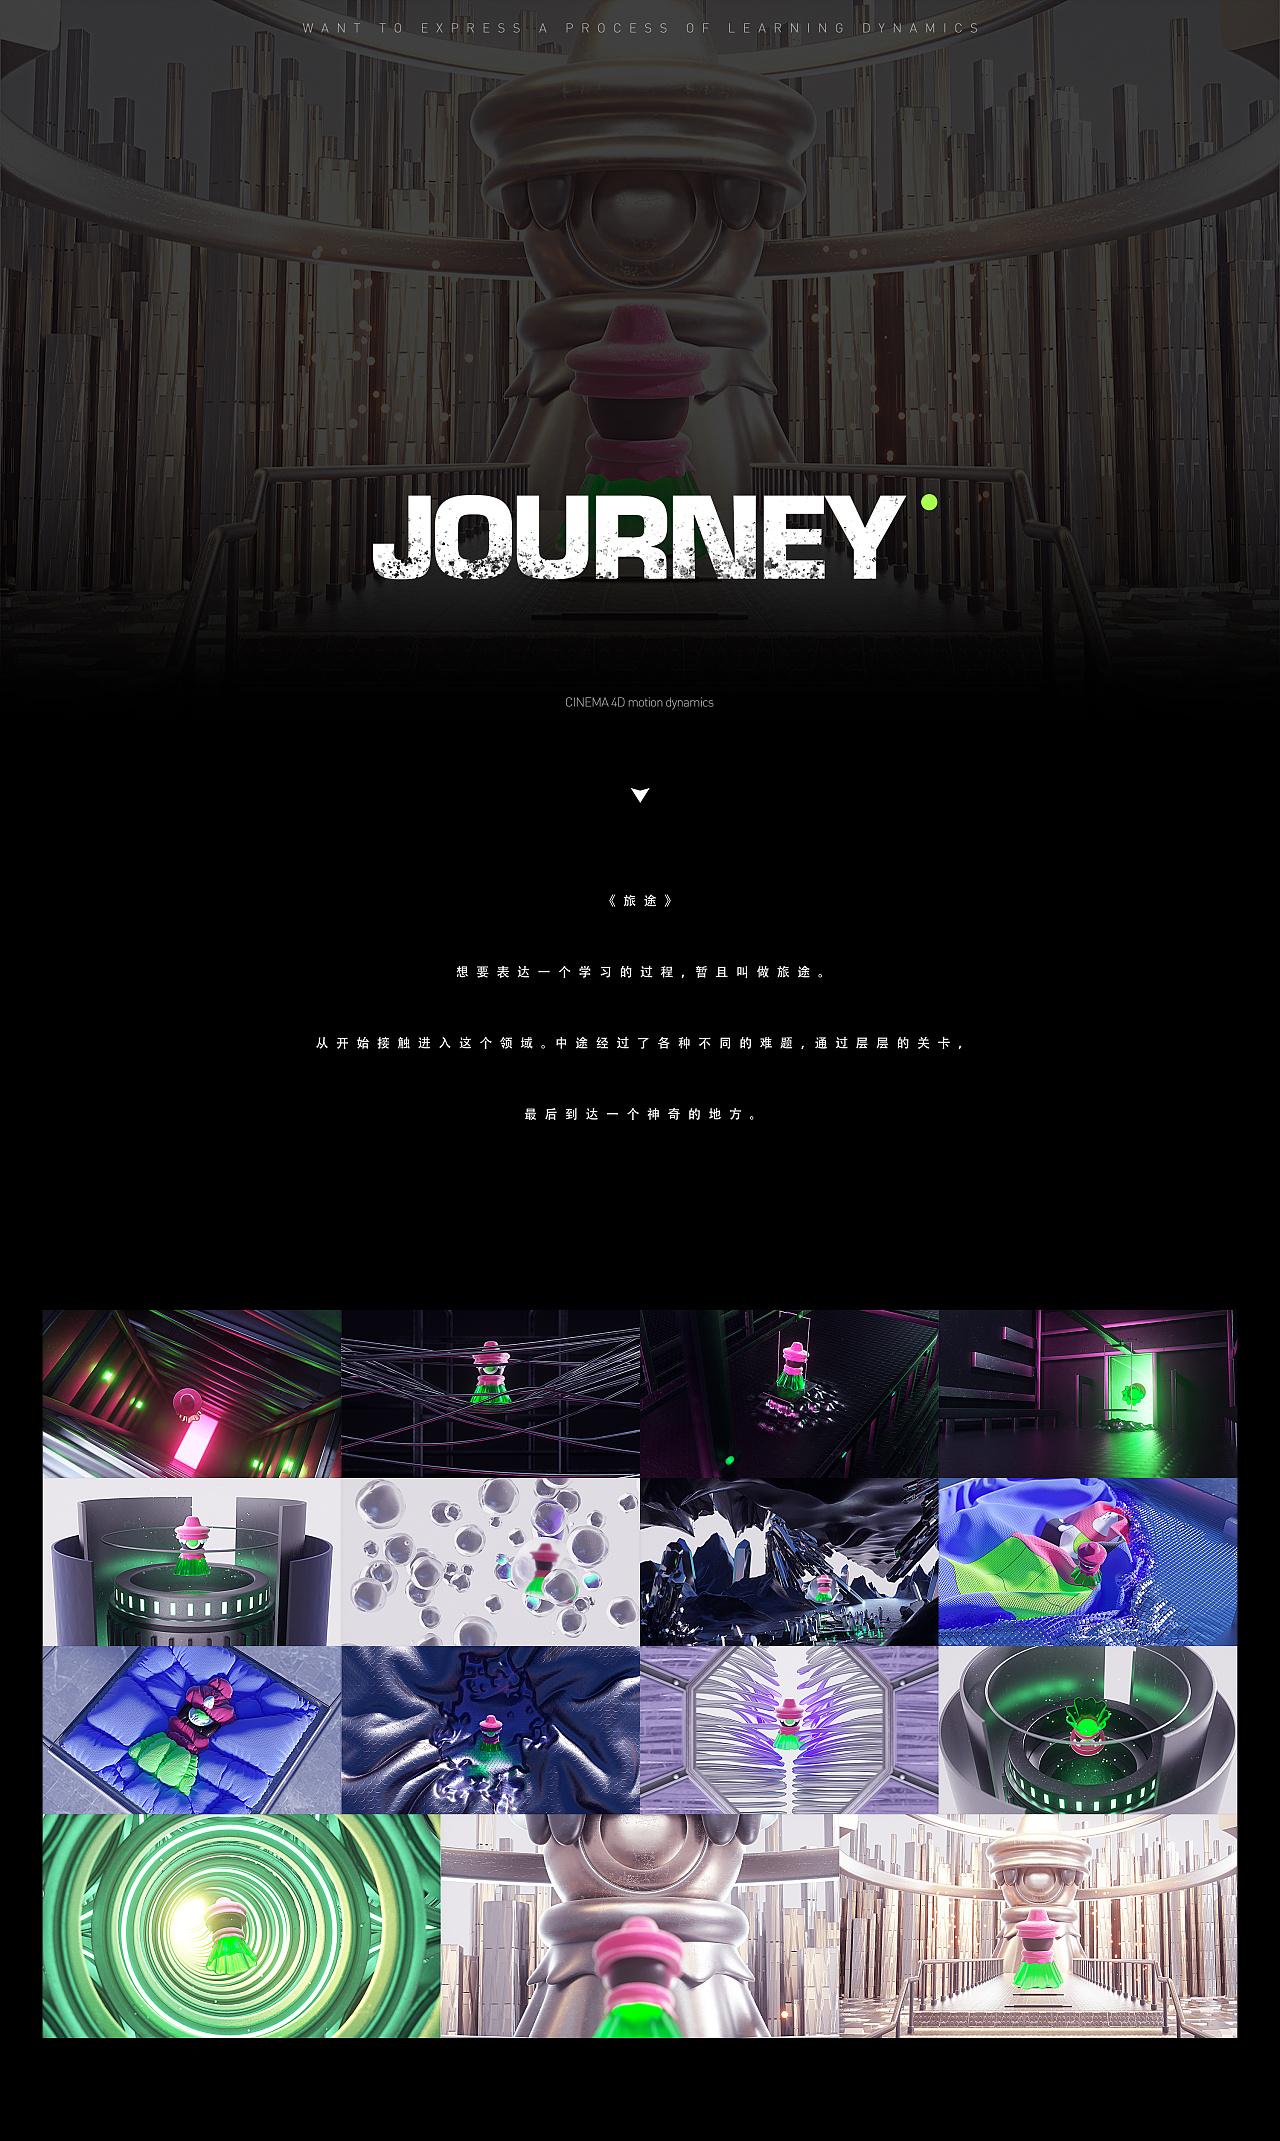 WANT TO EXPRESS A PROCESS OF LEARNING DYNAMICS
JOURNEY
CINEMA 4D motion dynamics
《旅途》
想要表达一个学习的过程,暂且叫做旅途。
从开始接触进入这个领域。中途经过了各种不同的难题,通过层层的关卡,
最后到达一个神奇的地方。